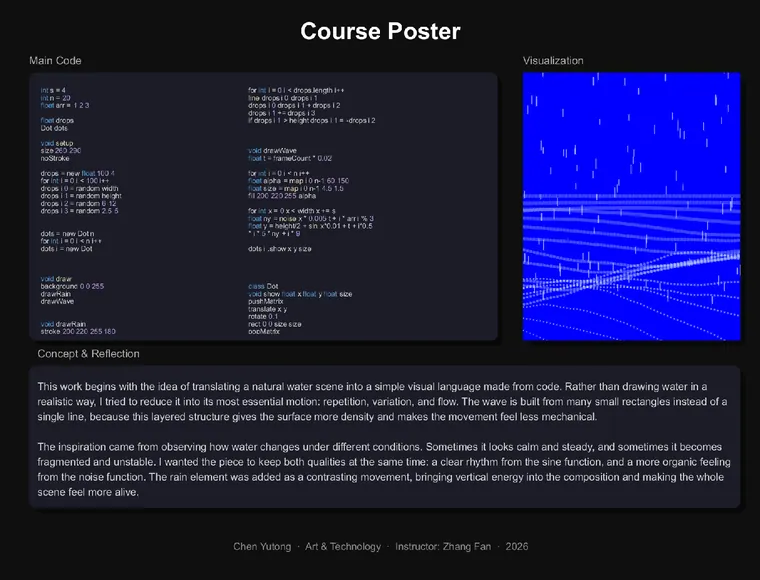 Course Poster
Main Code
Visualization
int s = 4
int n = 20
float arr = 1 2 3
float drops
Dot dots
void setup
size 260 290
noStroke
drops = new float 100 4
for int i = 0 i < 100 i++
drops i 0 = random width
drops i 1 = random height
drops i 2 = random 6 12
drops i 3 = random 2.5 5
dots = new Dot n
for int i = 0 i < n i++
dots i = new Dot
void draw
background 0 0 255
drawRain
drawWave
void drawRain
stroke 200 220 255 180
for int i = 0 i < drops.length i++
line drops i 0 drops i 1
drops i 0 drops i 1 + drops i 2
drops i 1 += drops i 3
if drops i 1 > height drops i 1 = -drops i 2
void drawWave
float t = frameCount * 0.02
for int i = 0 i < n i++
float alpha = map i 0 n-1 60 150
float size = map i 0 n-1 4.5 1.5
fill 200 220 255 alpha
for int x = 0 x < width x += s
float ny = noise x * 0.005 t + i * arr i % 3
float y = height/2 + sin x*0.01 + t + i*0.5
* i * 5 * ny + i * 9
dots i .show x y size
class Dot
void show float x float y float size
pushMatrix
translate x y
rotate 0.1
rect 0 0 size size
popMatrix
Concept & Reflection
This work begins with the idea of translating a natural water scene into a simple visual language made from code. Rather than drawing water in a
realistic way, I tried to reduce it into its most essential motion: repetition, variation, and flow. The wave is built from many small rectangles instead of a
single line, because this layered structure gives the surface more density and makes the movement feel less mechanical.
The inspiration came from observing how water changes under different conditions. Sometimes it looks calm and steady, and sometimes it becomes
fragmented and unstable. I wanted the piece to keep both qualities at the same time: a clear rhythm from the sine function, and a more organic feeling
from the noise function. The rain element was added as a contrasting movement, bringing vertical energy into the composition and making the whole
scene feel more alive.
Chen Yutong · Art & Technology · Instructor: Zhang Fan · 2026